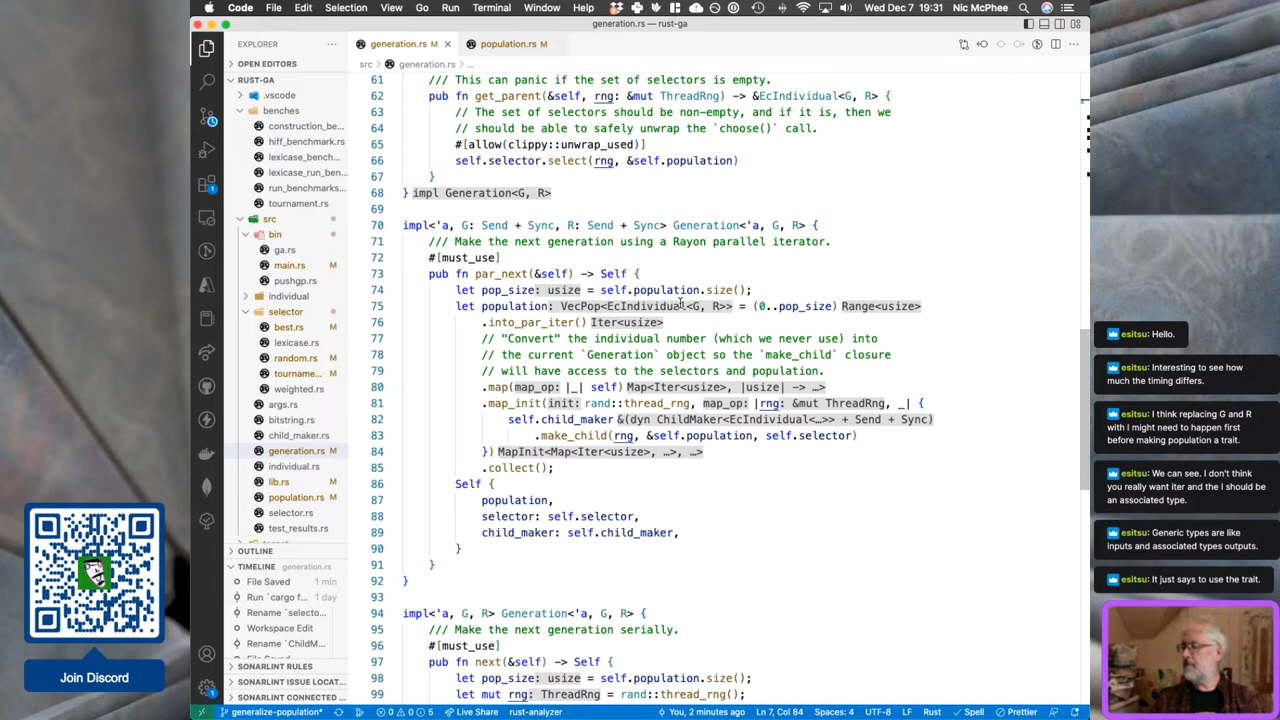 Code File Edit Selection View Go Run Terminal Window Help Wed Dec 7 19:31 Nic McPhee
generation.rs — rust-ga
EXPLORER
OPEN EDITORS
RUST-GA
.vscode
benches
construction_be...
hiff_benchmark.rs
lexicase_bench...
lexicase_run_ben...
run_benchmarks...
tournament.rs
src
bin
ga.rs
main.rs M
pushgp.rs
individual
selector
best.rs M
lexicase.rs
random.rs M
tourname... M
weighted.rs
args.rs
bitstring.rs
child_maker.rs
generation.rs M
individual.rs
lib.rs M
population.rs M
selector.rs
test_results.rs
OUTLINE
TIMELINE generation.rs
File Saved 1 min
Run `cargo f...
Rename `selecto...
Workspace Edit
Rename `ChildM...
SONARLINT RULES
SONARLINT ISSUE LOCAT...
SONARLINT CONNECTED ...
generation.rs M population.rs M
src > generation.rs > ...
61 /// This can panic if the set of selectors is empty.
62 pub fn get_parent(&self, rng: &mut ThreadRng) -> &EcIndividual<G, R> {
63 // The set of selectors should be non-empty, and if it is, then we
64 // should be able to safely unwrap the `choose()` call.
65 #[allow(clippy::unwrap_used)]
66 self.selector.select(rng, &self.population)
67 }
68 } impl Generation<G, R>
69
70 impl<'a, G: Send + Sync, R: Send + Sync> Generation<'a, G, R> {
71 /// Make the next generation using a Rayon parallel iterator.
72 #[must_use]
73 pub fn par_next(&self) -> Self {
74 let pop_size: usize = self.population.size();
75 let population: VecPop<EcIndividual<G, R>> = (0..pop_size) Range<usize>
76 .into_par_iter() Iter<usize>
77 // "Convert" the individual number (which we never use) into
78 // the current `Generation` object so the `make_child` closure
79 // will have access to the selectors and population.
80 .map(map_op: |_| self) Map<Iter<usize>, |usize| -> …>
81 .map_init(init: rand::thread_rng, map_op: |rng: &mut ThreadRng, _| {
82 self.child_maker &(dyn ChildMaker<EcIndividual<…>> + Send + Sync)
83 .make_child(rng, &self.population, self.selector)
84 }) MapInit<Map<Iter<usize>, …>, …>
85 .collect();
86 Self {
87 population,
88 selector: self.selector,
89 child_maker: self.child_maker,
90 }
91 }
92 }
93
94 impl<'a, G, R> Generation<'a, G, R> {
95 /// Make the next generation serially.
96 #[must_use]
97 pub fn next(&self) -> Self {
98 let pop_size: usize = self.population.size();
99 let mut rng: ThreadRng = rand::thread_rng();
generalize-population* 0 0 5 Live Share rust-analyzer You, 2 minutes ago Ln 7, Col 84 Spaces: 4 UTF-8 LF Rust Spell Prettier
esitsu: Hello.
esitsu: Interesting to see how
much the timing differs.
esitsu: I think replacing G and R
with I might need to happen first
before making population a trait.
esitsu: We can see. I don't think
you really want iter and the I should be
an associated type.
esitsu: Generic types are like
inputs and associated types outputs.
esitsu: It just says to use the trait.
Join Discord